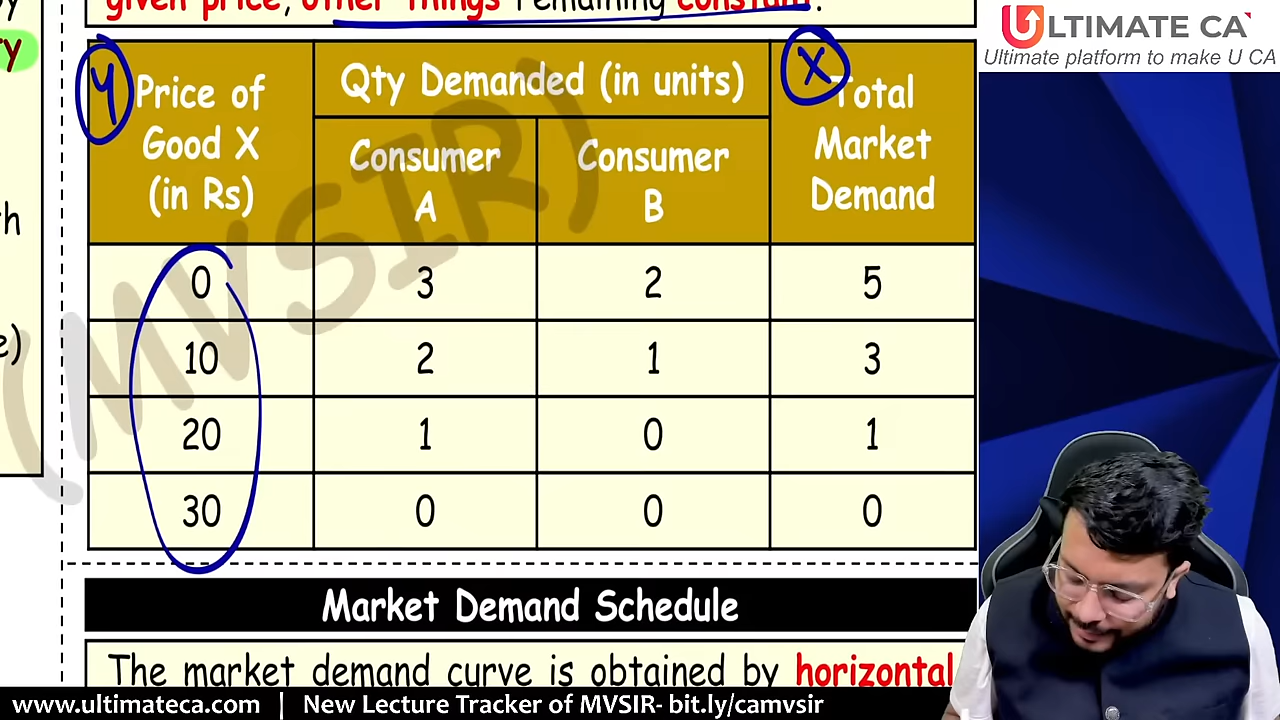 given price, other things remaining constant.
ULTIMATE CA
Ultimate platform to make U CA
y
Y
X
Price of Good X (in Rs)
Qty Demanded (in units)
Total Market Demand
Consumer A
Consumer B
th
0 3 2 5
e)
10 2 1 3
20 1 0 1
30 0 0 0
(MVSIR)
Market Demand Schedule
The market demand curve is obtained by horizontal
www.ultimateca.com | New Lecture Tracker of MVSIR- bit.ly/camvsir